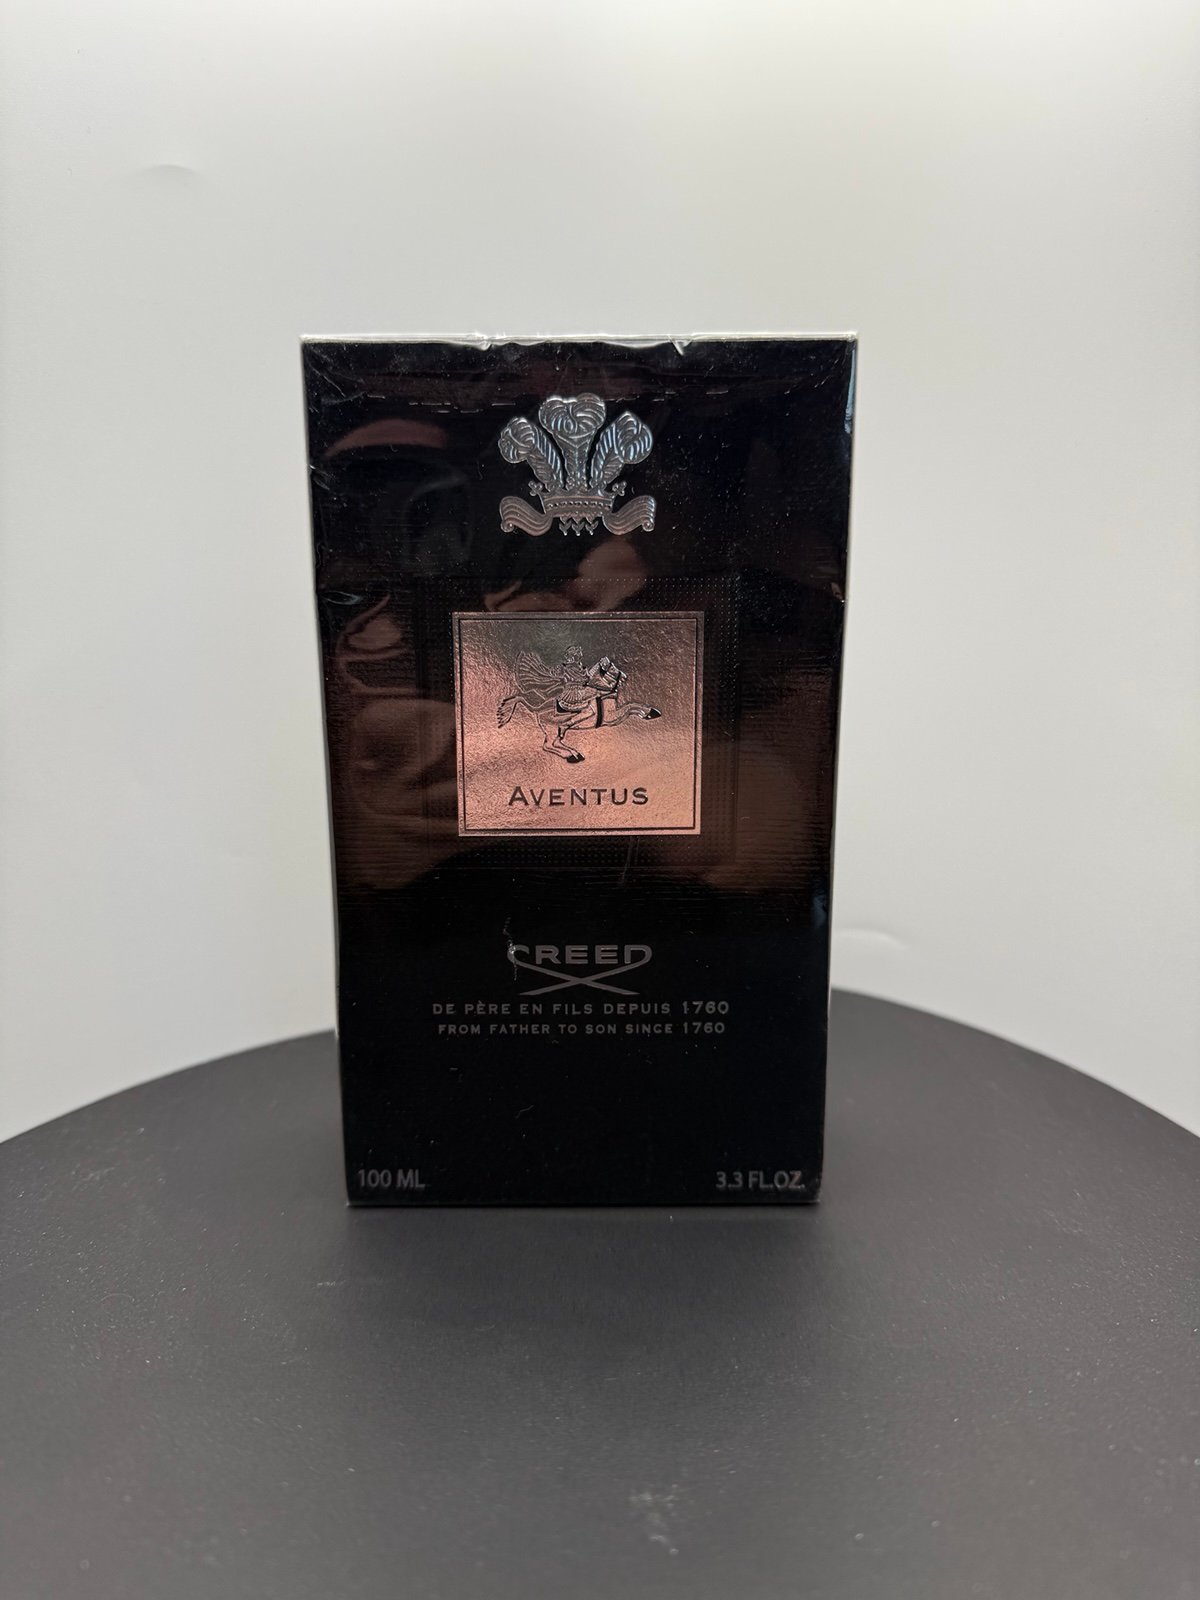 AVENTUS
CREED
DE PÈRE EN FILS DEPUIS 1760
FROM FATHER TO SON SINCE 1760
100 ML
3.3 FL.OZ.